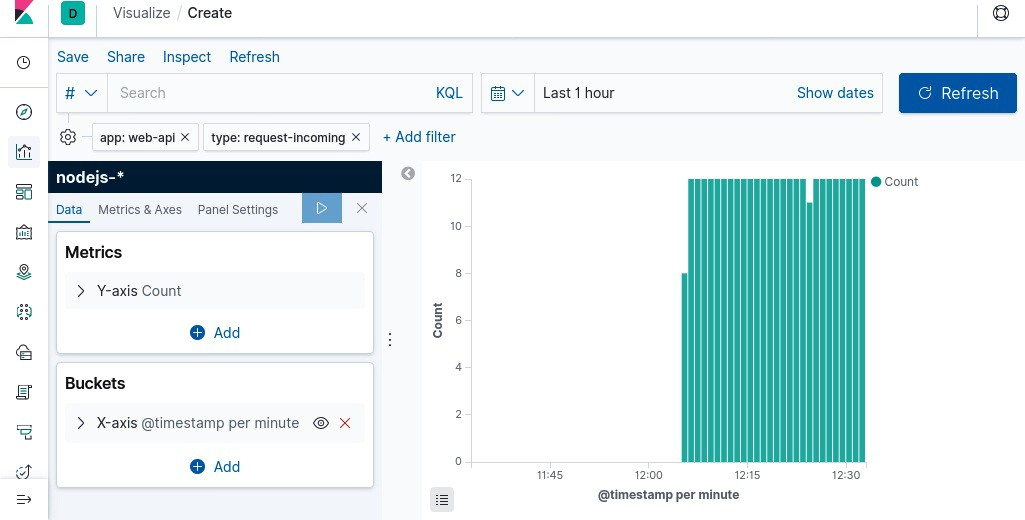 D Visualize / Create
Save Share Inspect Refresh
# Search KQL Last 1 hour Show dates Refresh
app: web-api × type: request-incoming × + Add filter
nodejs-*
Data Metrics & Axes Panel Settings
Metrics
Y-axis Count
Add
Buckets
X-axis @timestamp per minute
Add
Count
12
10
8
6
4
2
0
11:45 12:00 12:15 12:30
@timestamp per minute
Count